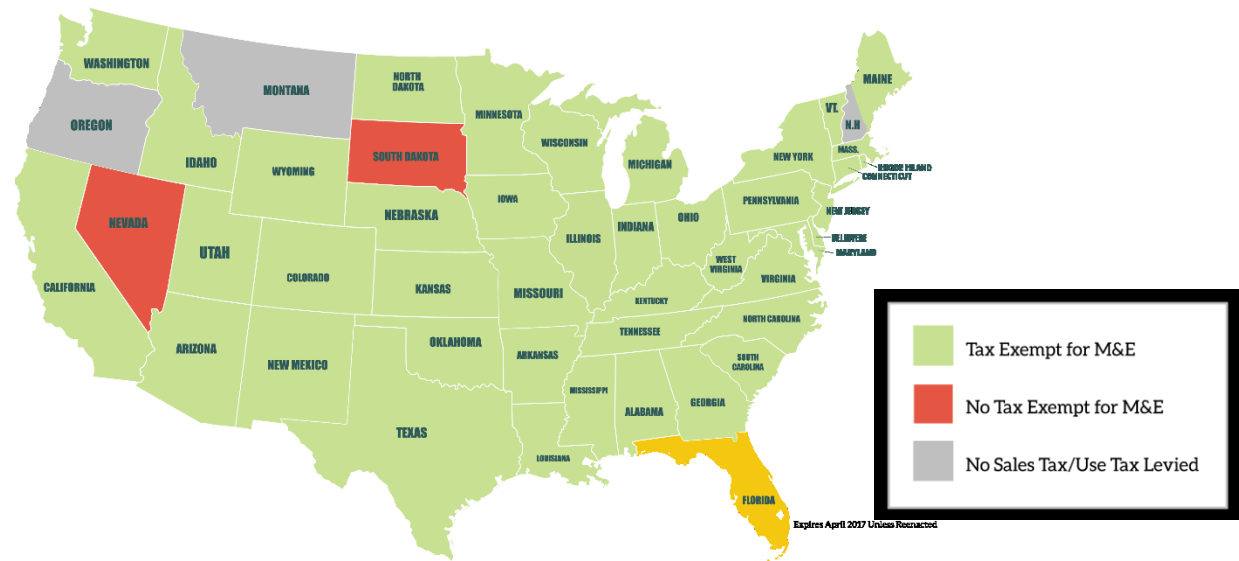 WASHINGTON
MONTANA
NORTH
DAKOTA
MINNESOTA
MAINE
OREGON
IDAHO
WYOMING
SOUTH DAKOTA
WISCONSIN
MICHIGAN
NEW YORK
VT.
N.H
MASS.
RHODE ISLAND
CONNECTICUT
NEVADA
UTAH
COLORADO
NEBRASKA
IOWA
ILLINOIS
INDIANA
OHIO
PENNSYLVANIA
NEW JERSEY
MARYLAND
CALIFORNIA
KANSAS
MISSOURI
KENTUCKY
WEST
VIRGINIA
VIRGINIA
ARIZONA
NEW MEXICO
OKLAHOMA
ARKANSAS
TENNESSEE
NORTH CAROLINA
SOUTH
CAROLINA
TEXAS
LOUISIANA
MISSISSIPPI
ALABAMA
GEORGIA
FLORIDA
Expires April 2017 Unless Reenacted
Tax Exempt for M&E
No Tax Exempt for M&E
No Sales Tax/Use Tax Levied